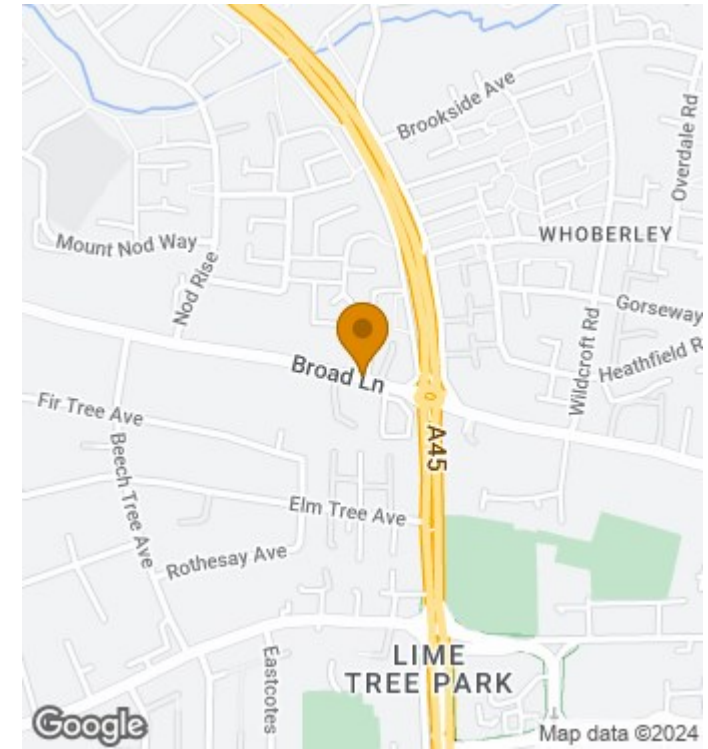 Brookside Ave
Overdale Rd
Mount Nod Way
WHOBERLEY
Nod Rise
Gorseway
Wildcroft Rd
Heathfield R
Broad Ln
Fir Tree Ave
A45
Beech Tree Ave
Elm Tree Ave
Rothesay Ave
LIME
TREE PARK
Eastcotes
Google
Map data ©2024